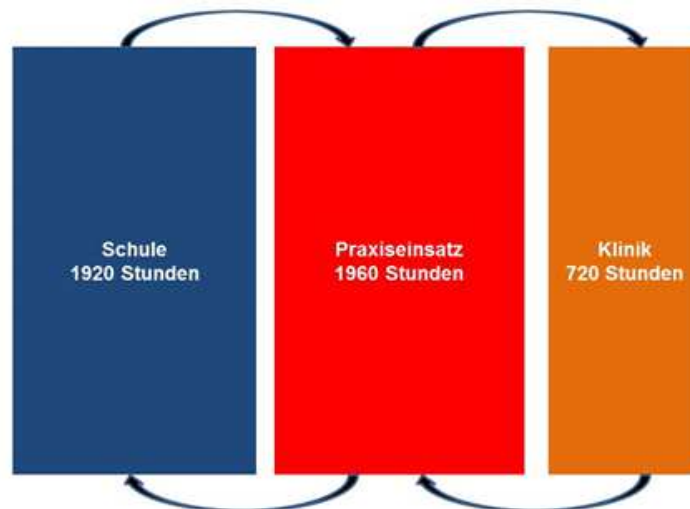 Schule
1920 Stunden
Praxiseinsatz
1960 Stunden
Klinik
720 Stunden